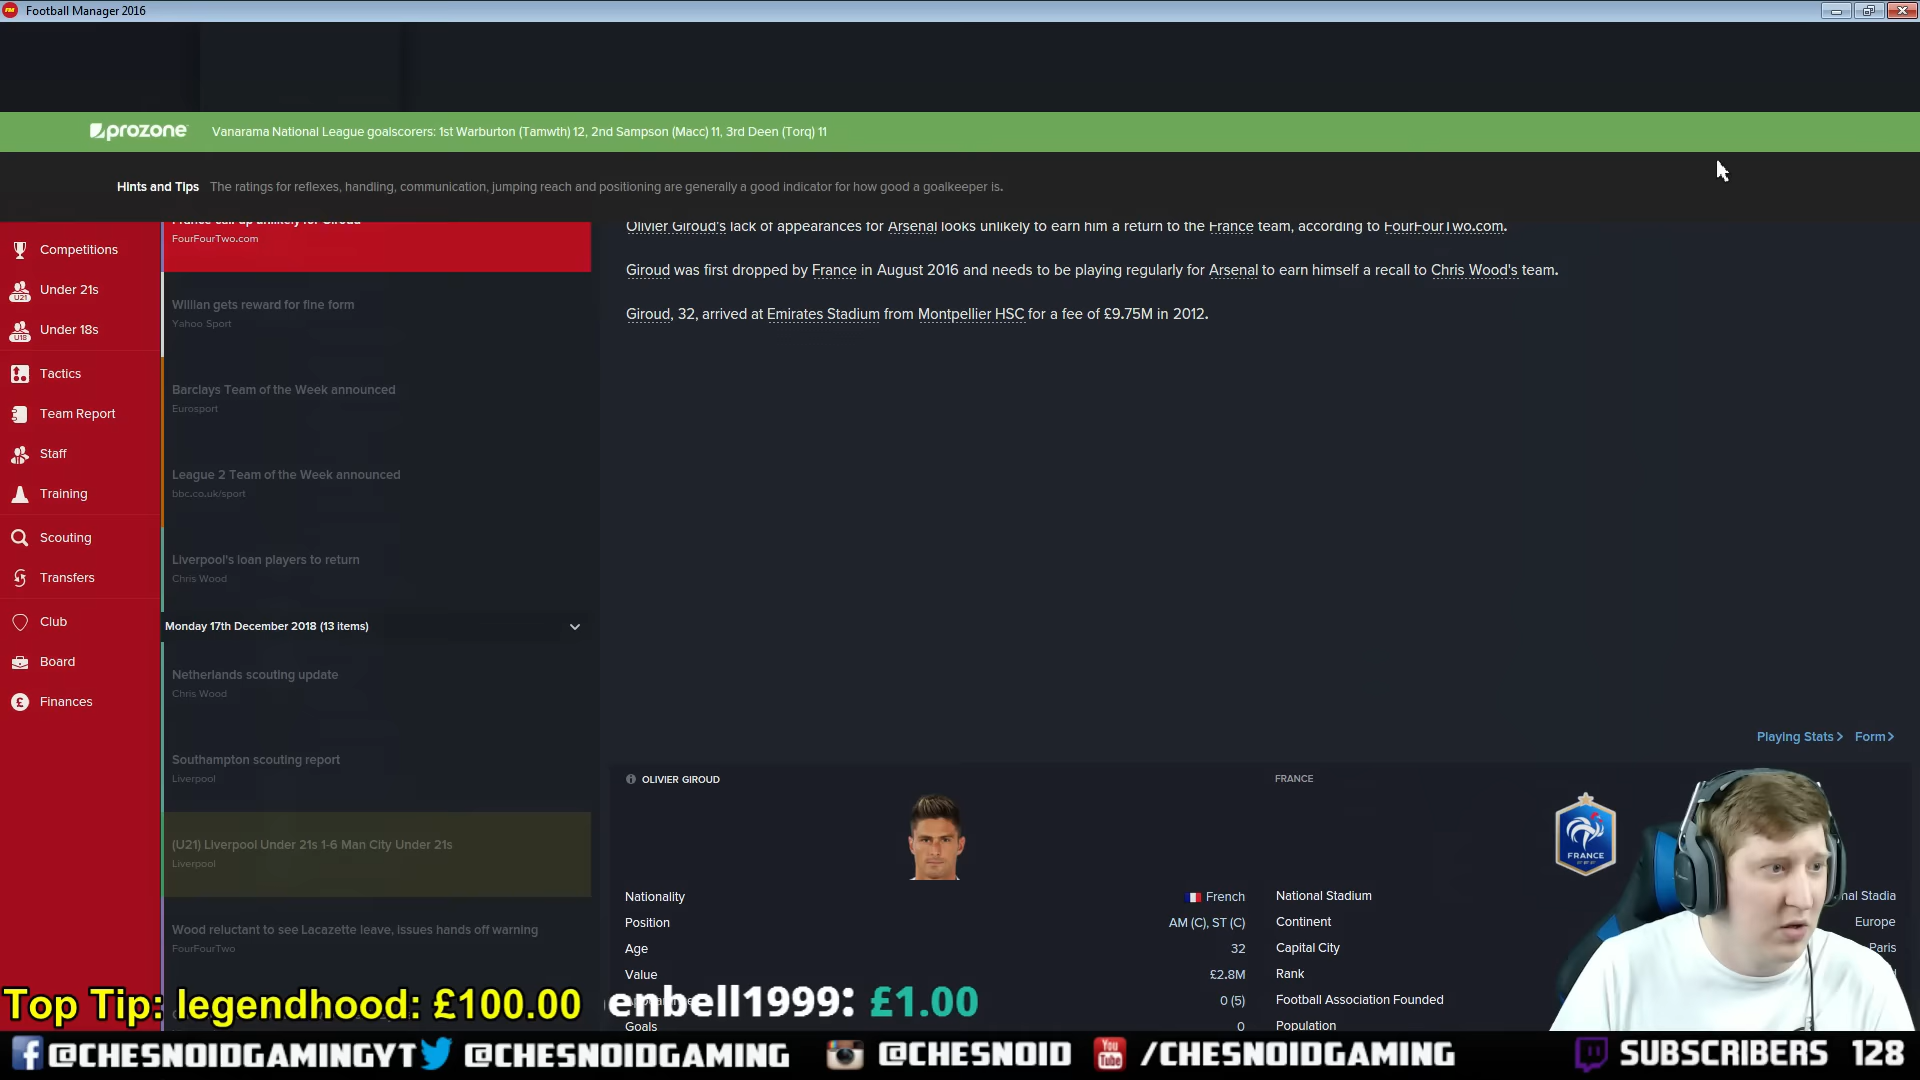 Football Manager 2016
prozone
Vanarama National League goalscorers: 1st Warburton (Tamwth) 12, 2nd Sampson (Macc) 11, 3rd Deen (Torq) 11
Hints and Tips
The ratings for reflexes, handling, communication, jumping reach and positioning are generally a good indicator for how good a goalkeeper is.
Competitions
Under 21s
Under 18s
Tactics
Team Report
Staff
Training
Scouting
Transfers
Club
Board
Finances
France call up unlikely for Giroud
FourFourTwo.com
Willian gets reward for fine form
Yahoo Sport
Barclays Team of the Week announced
Eurosport
League 2 Team of the Week announced
bbc.co.uk/sport
Liverpool's loan players to return
Chris Wood
Monday 17th December 2018 (13 items)
Netherlands scouting update
Chris Wood
Southampton scouting report
Liverpool
(U21) Liverpool Under 21s 1-6 Man City Under 21s
Liverpool
Wood reluctant to see Lacazette leave, issues hands off warning
FourFourTwo
Olivier Giroud's lack of appearances for Arsenal looks unlikely to earn him a return to the France team, according to FourFourTwo.com.
Giroud was first dropped by France in August 2016 and needs to be playing regularly for Arsenal to earn himself a recall to Chris Wood's team.
Giroud, 32, arrived at Emirates Stadium from Montpellier HSC for a fee of £9.75M in 2012.
Playing Stats
Form
OLIVIER GIROUD
Nationality French
Position AM (C), ST (C)
Age 32
Value £2.8M
0 (5)
Goals 0
FRANCE
FRANCE
National Stadium nal Stadia
Continent Europe
Capital City Paris
Rank
Football Association Founded
Population
Top Tip: legendhood: £100.00
enbell1999: £1.00
@CHESNOIDGAMINGYT
@CHESNOIDGAMING
@CHESNOID
You Tube
/CHESNOIDGAMING
SUBSCRIBERS 128